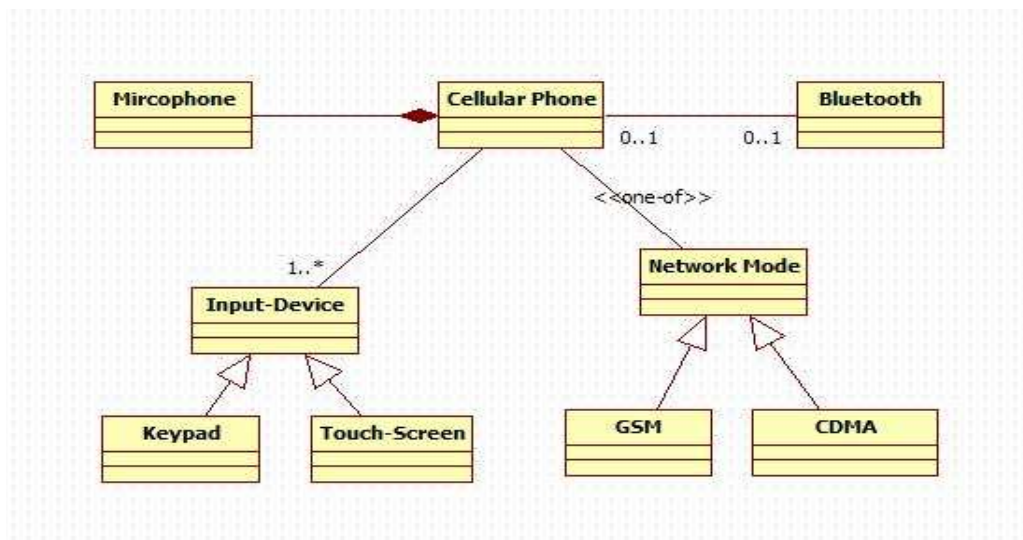 Mircophone
Cellular Phone
Bluetooth
0..1
0..1
<<one-of>>
1..*
Network Mode
Input-Device
Keypad
Touch-Screen
GSM
CDMA